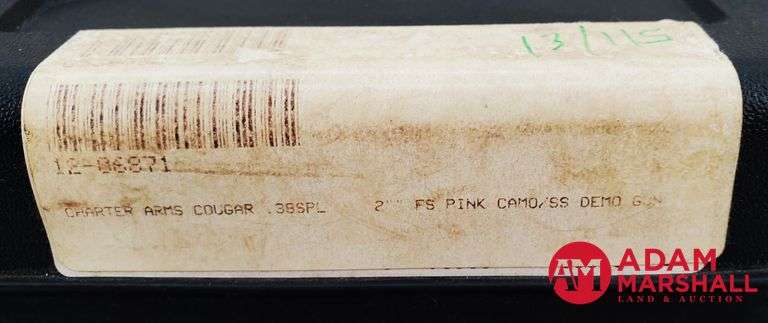 13/115
12-06871
CHARTER ARMS COUGAR .38SPL 2'' FS PINK CAMO/SS DEMO GUN
AM
ADAM
MARSHALL
LAND & AUCTION